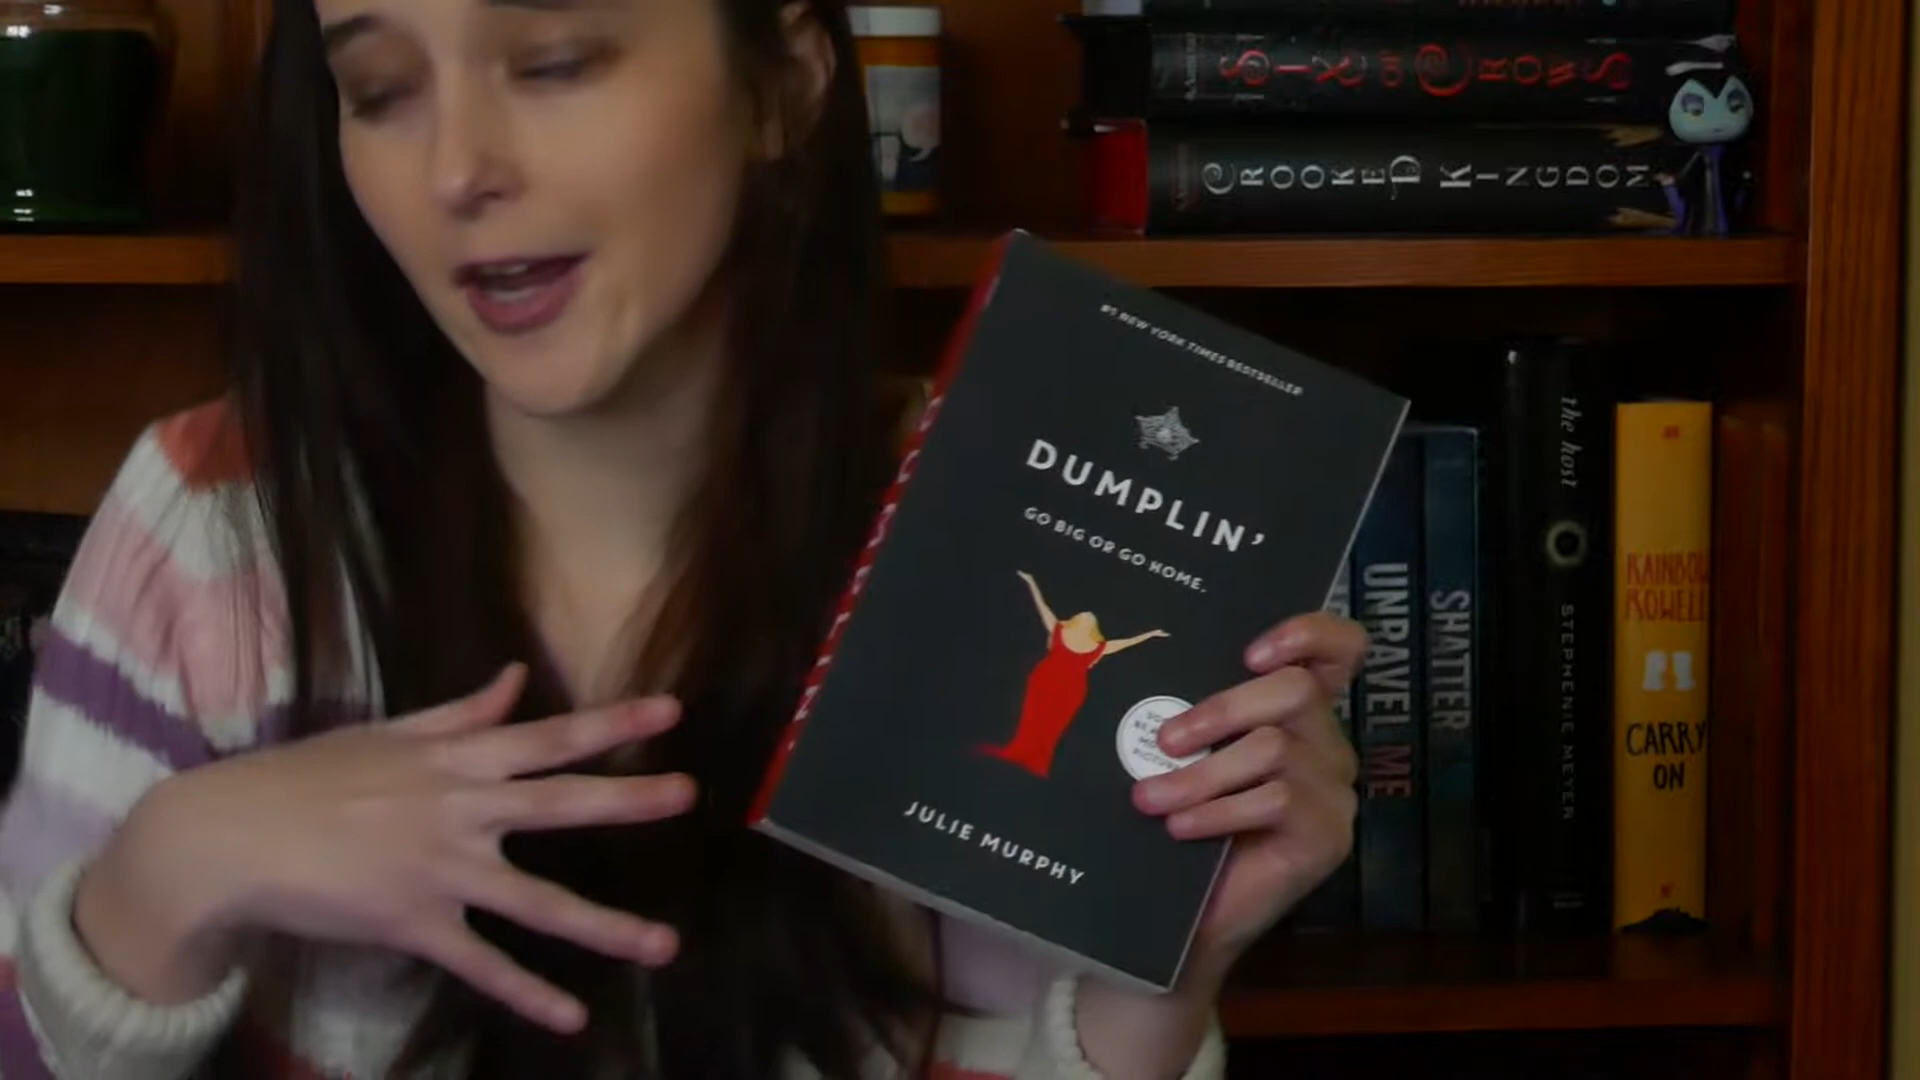 SIX OF CROWS
CROOKED KINGDOM
#1 NEW YORK TIMES BESTSELLER
DUMPLIN'
GO BIG OR GO HOME.
JULIE MURPHY
DUMPLIN'
UNRAVEL ME
SHATTER
the host
STEPHENIE MEYER
RAINBOW
ROWELL
CARRY
ON